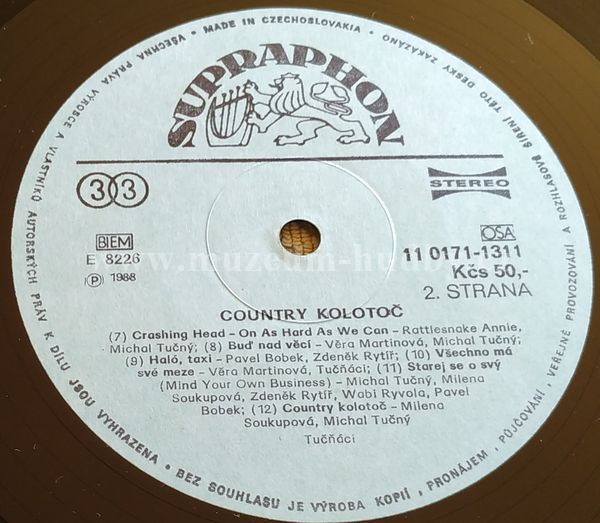 • MADE IN CZECHOSLOVAKIA • VŠECHNA PRÁVA VÝROBCE A VLASTNÍKŮ AUTORSKÝCH PRÁV K DÍLU JSOU VYHRAZENA • BEZ SOUHLASU JE VÝROBA KOPIÍ, PRONÁJEM, PŮJČOVÁNÍ, VEŘEJNÉ PROVOZOVÁNÍ A ROZHLASOVÉ ŠÍŘENÍ TÉTO DESKY ZAKÁZÁNO
SUPRAPHON
33
STEREO
BIEM
E 8226
Ⓟ 1988
OSA
11 0171-1311
Kčs 50,-
2. STRANA
COUNTRY KOLOTOČ
(7) Crashing Head – On As Hard As We Can – Rattlesnake Annie,
Michal Tučný; (8) Buď nad věcí – Věra Martinová, Michal Tučný;
(9) Haló, taxi – Pavel Bobek, Zdeněk Rytíř; (10) Všechno má
své meze – Věra Martinová, Tučňáci; (11) Starej se o svý
(Mind Your Own Business) – Michal Tučný, Milena
Soukupová, Zdeněk Rytíř, Wabi Ryvola, Pavel
Bobek; (12) Country kolotoč – Milena
Soukupová, Michal Tučný
Tučňáci